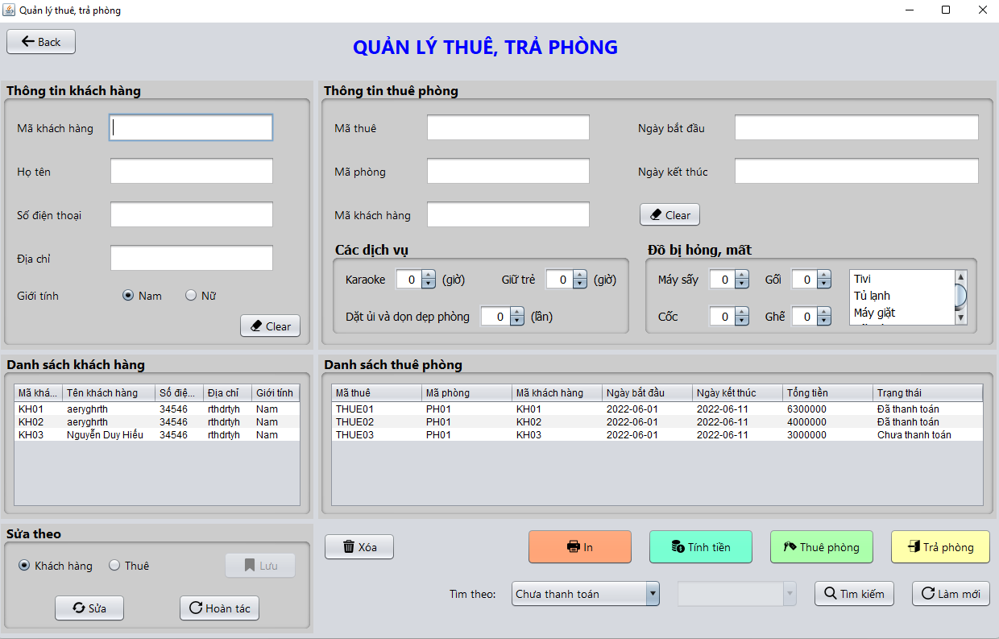 Quản lý thuê, trả phòng
Back
QUẢN LÝ THUÊ, TRẢ PHÒNG
Thông tin khách hàng
Mã khách hàng
Họ tên
Số điện thoại
Địa chỉ
Giới tính Nam Nữ
Clear
Thông tin thuê phòng
Mã thuê Ngày bắt đầu
Mã phòng Ngày kết thúc
Mã khách hàng Clear
Các dịch vụ
Karaoke 0 (giờ) Giữ trẻ 0 (giờ)
Dặt ủi và dọn dẹp phòng 0 (lần)
Đồ bị hỏng, mất
Máy sấy 0 Gối 0
Cốc 0 Ghế 0
Tivi
Tủ lạnh
Máy giặt
Danh sách khách hàng
Mã khá... Tên khách hàng Số điệ... Địa chỉ Giới tính
KH01 aeryghrth 34546 rthdrtyh Nam
KH02 aeryghrth 34546 rthdrtyh Nam
KH03 Nguyễn Duy Hiếu 34546 rthdrtyh Nam
Danh sách thuê phòng
Mã thuê Mã phòng Mã khách hàng Ngày bắt đầu Ngày kết thúc Tổng tiền Trạng thái
THUE01 PH01 KH01 2022-06-01 2022-06-11 6300000 Đã thanh toán
THUE02 PH01 KH02 2022-06-01 2022-06-11 4000000 Đã thanh toán
THUE03 PH01 KH03 2022-06-01 2022-06-11 3000000 Chưa thanh toán
Sửa theo
Khách hàng Thuê Lưu
Sửa Hoàn tác
Xóa In Tính tiền Thuê phòng Trả phòng
Tìm theo: Chưa thanh toán Tìm kiếm Làm mới